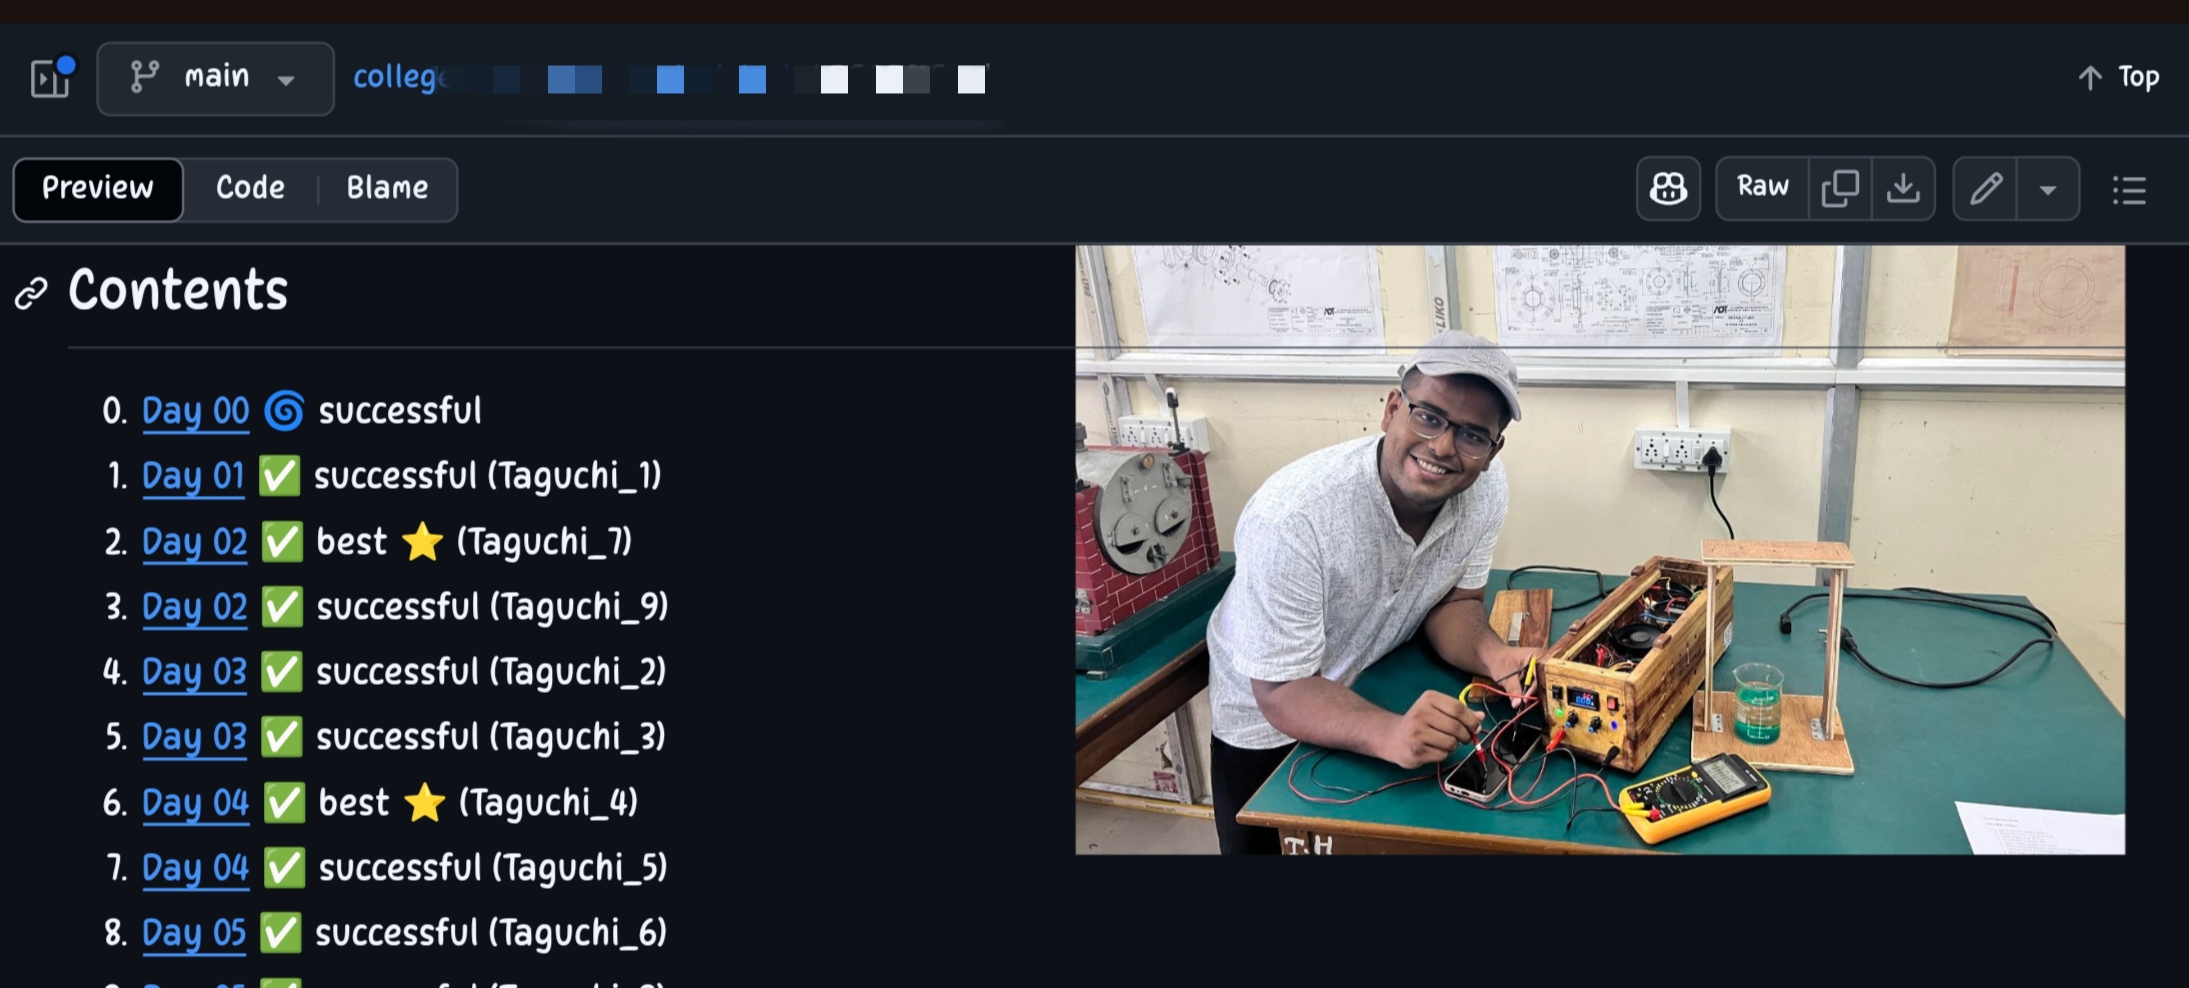 main
colleg
Top
Preview
Code
Blame
Raw
Contents
LIKO
0. Day 00 🌀 successful
1. Day 01 ✅ successful (Taguchi_1)
2. Day 02 ✅ best ⭐ (Taguchi_7)
3. Day 02 ✅ successful (Taguchi_9)
4. Day 03 ✅ successful (Taguchi_2)
5. Day 03 ✅ successful (Taguchi_3)
6. Day 04 ✅ best ⭐ (Taguchi_4)
7. Day 04 ✅ successful (Taguchi_5)
8. Day 05 ✅ successful (Taguchi_6)
T.H